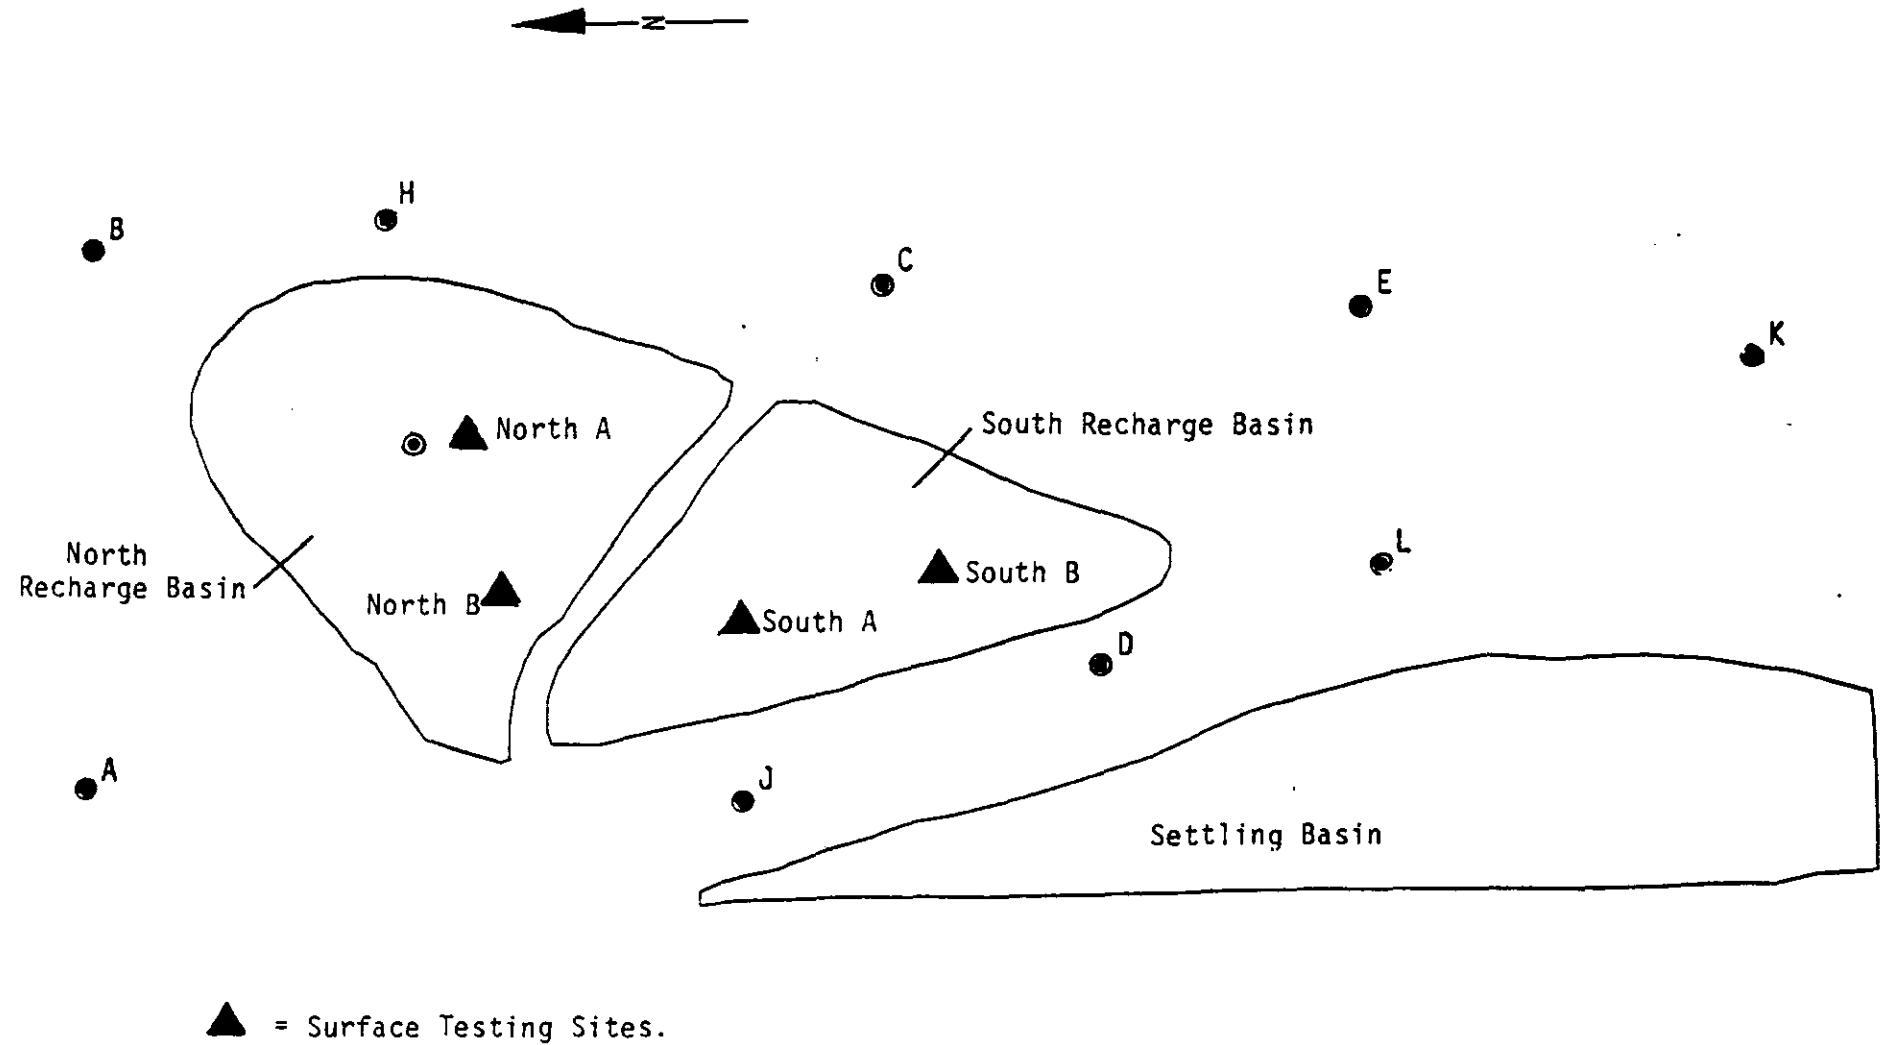 N
H
B
C
E
K
North A
South Recharge Basin
North
Recharge Basin
North B
South B
L
South A
D
A
J
Settling Basin
= Surface Testing Sites.